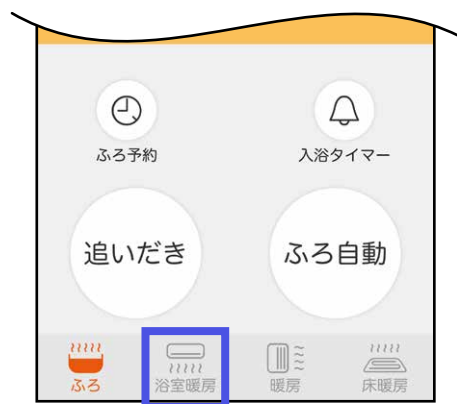 ふろ予約
入浴タイマー
追いだき
ふろ自動
ふろ
浴室暖房
暖房
床暖房